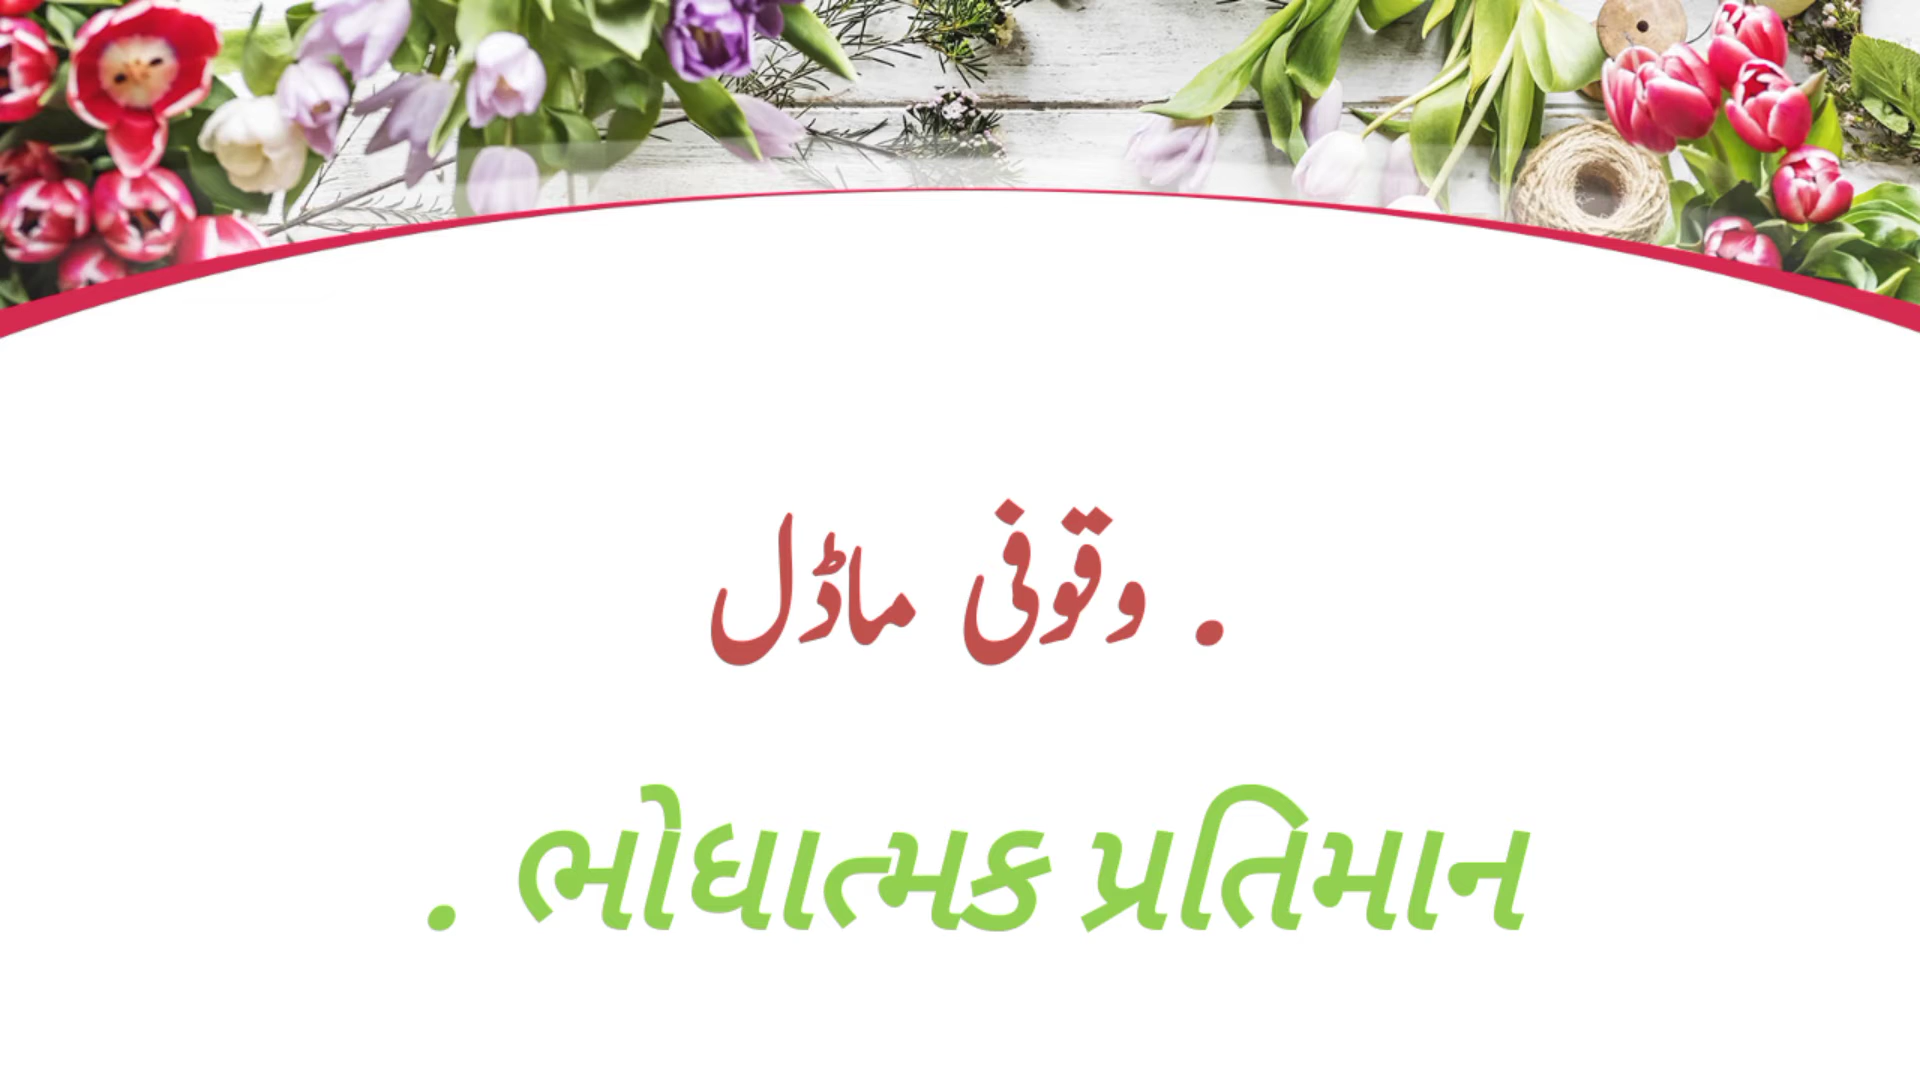 . وقوفی ماڈل
. ભોધાત્મક પ્રતિમાન